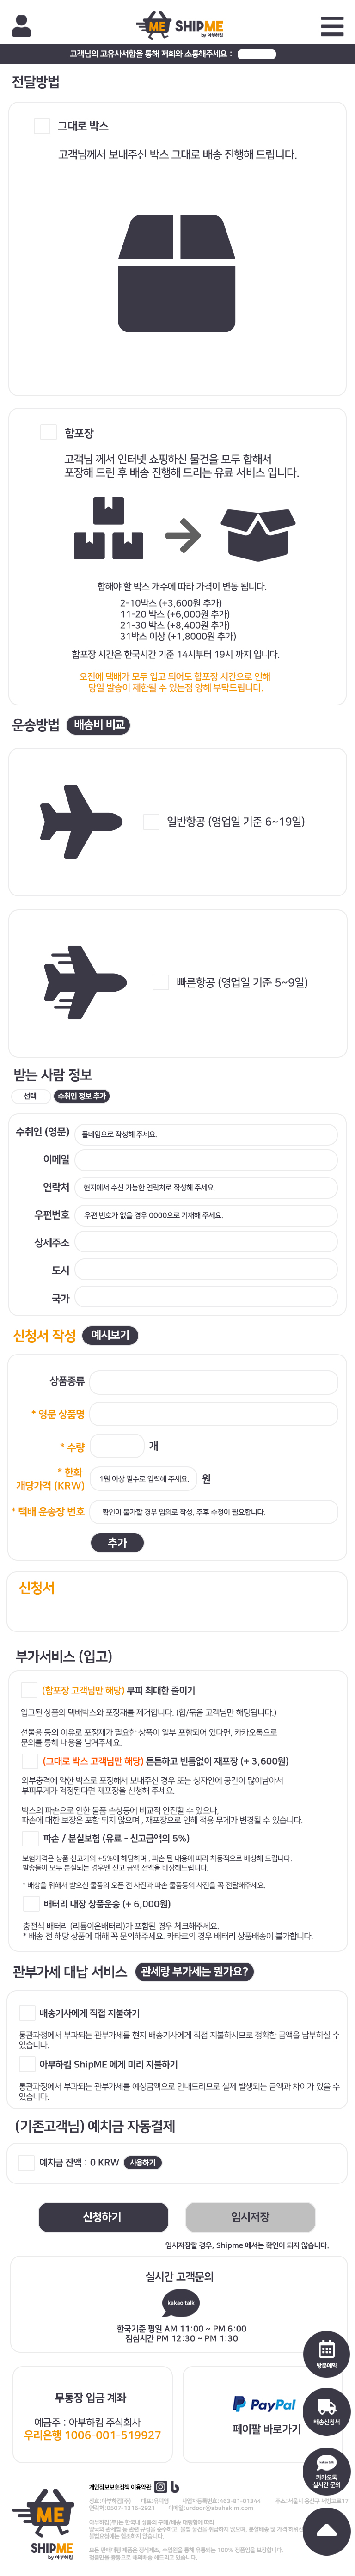 ME SHIPME
by 아부하킴
고객님의 고유사서함을 통해 저희와 소통해주세요 :
전달방법
그대로 박스
고객님께서 보내주신 박스 그대로 배송 진행해 드립니다.
합포장
고객님 께서 인터넷 쇼핑하신 물건을 모두 합해서
포장해 드린 후 배송 진행해 드리는 유료 서비스 입니다.
합해야 할 박스 개수에 따라 가격이 변동 됩니다.
2-10박스 (+3,600원 추가)
11-20 박스 (+6,000원 추가)
21-30 박스 (+8,400원 추가)
31박스 이상 (+1,8000원 추가)
합포장 시간은 한국시간 기준 14시부터 19시 까지 입니다.
오전에 택배가 모두 입고 되어도 합포장 시간으로 인해
당일 발송이 제한될 수 있는점 양해 부탁드립니다.
운송방법 배송비 비교
일반항공 (영업일 기준 6~19일)
빠른항공 (영업일 기준 5~9일)
받는 사람 정보
선택 수취인 정보 추가
수취인 (영문) 풀네임으로 작성해 주세요.
이메일
연락처 현지에서 수신 가능한 연락처로 작성해 주세요.
우편번호 우편 번호가 없을 경우 0000으로 기재해 주세요.
상세주소
도시
국가
신청서 작성 예시보기
상품종류
* 영문 상품명
* 수량 개
* 한화
개당가격 (KRW) 1원 이상 필수로 입력해 주세요. 원
* 택배 운송장 번호 확인이 불가할 경우 임의로 작성, 추후 수정이 필요합니다.
추가
신청서
부가서비스 (입고)
(합포장 고객님만 해당) 부피 최대한 줄이기
입고된 상품의 택배박스와 포장재를 제거합니다. (합/묶음 고객님만 해당됩니다.)
선물용 등의 이유로 포장재가 필요한 상품이 일부 포함되어 있다면, 카카오톡으로
문의를 통해 내용을 남겨주세요.
(그대로 박스 고객님만 해당) 튼튼하고 빈틈없이 재포장 (+ 3,600원)
외부충격에 약한 박스로 포장해서 보내주신 경우 또는 상자안에 공간이 많이남아서
부피무게가 걱정된다면 재포장을 신청해 주세요.
박스의 파손으로 인한 물품 손상등에 비교적 안전할 수 있으나,
파손에 대한 보장은 포함 되지 않으며 , 재포장으로 인해 적용 무게가 변경될 수 있습니다.
파손 / 분실보험 (유료 - 신고금액의 5%)
보험가격은 상품 신고가의 +5%에 해당하며 , 파손 된 내용에 따라 차등적으로 배상해 드립니다.
발송물이 모두 분실되는 경우엔 신고 금액 전액을 배상해드립니다.
* 배상을 위해서 받으신 물품의 오픈 전 사진과 파손 물품등의 사진을 꼭 전달해주세요.
배터리 내장 상품운송 (+ 6,000원)
충전식 배터리 (리튬이온배터리)가 포함된 경우 체크해주세요.
* 배송 전 해당 상품에 대해 꼭 문의해주세요. 카타르의 경우 배터리 상품배송이 불가합니다.
관부가세 대납 서비스 관세랑 부가세는 뭔가요?
배송기사에게 직접 지불하기
통관과정에서 부과되는 관부가세를 현지 배송기사에게 직접 지불하시므로 정확한 금액을 납부하실 수
있습니다.
아부하킴 ShipME 에게 미리 지불하기
통관과정에서 부과되는 관부가세를 예상금액으로 안내드리므로 실제 발생되는 금액과 차이가 있을 수
있습니다.
(기존고객님) 예치금 자동결제
예치금 잔액 : 0 KRW 사용하기
신청하기 임시저장
임시저장할 경우, Shipme 에서는 확인이 되지 않습니다.
실시간 고객문의
kakao talk
한국기준 평일 AM 11:00 ~ PM 6:00
점심시간 PM 12:30 ~ PM 1:30
방문예약
무통장 입금 계좌
예금주 : 아부하킴 주식회사
우리은행 1006-001-519927
PayPal
페이팔 바로가기
배송신청서
kakao talk
카카오톡
실시간 문의
ME SHIPME
by 아부하킴
개인정보보호정책 이용약관
상호:아부하킴(주) 대표:유덕영 사업자등록번호:463-81-01344 주소:서울시 용산구 서빙고로17
연락처:0507-1316-2921 이메일:urdoor@abuhakim.com